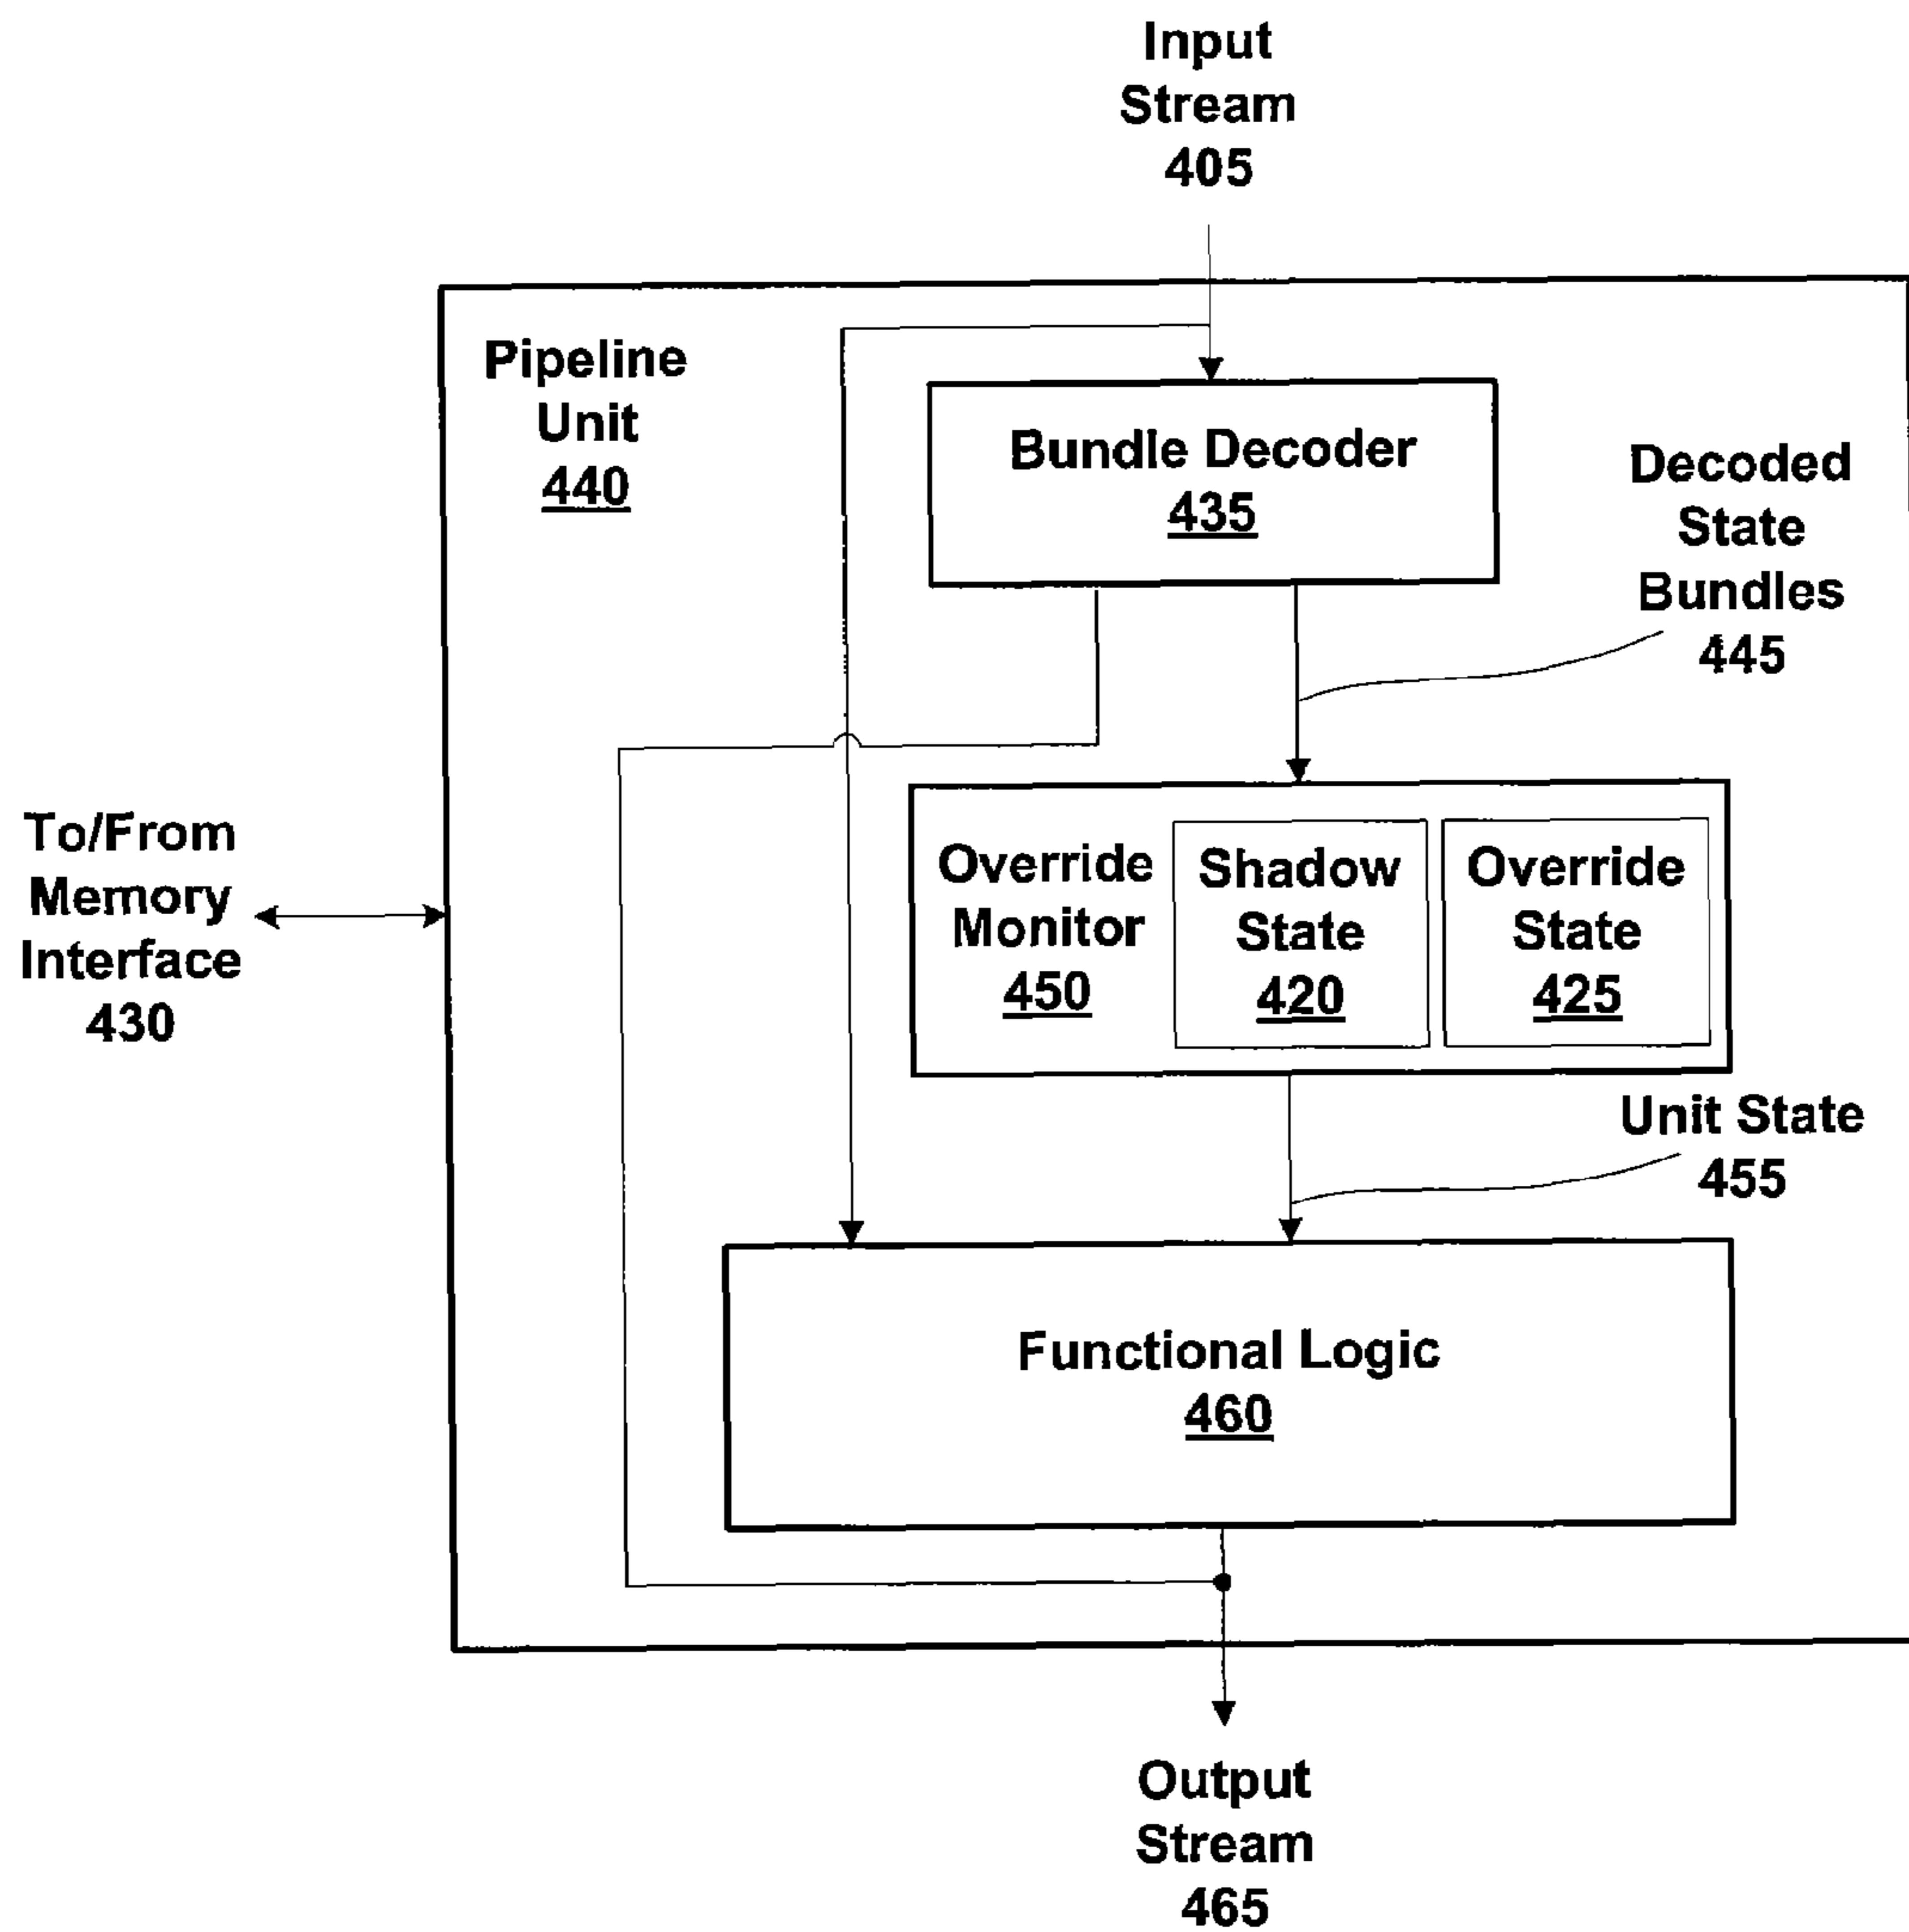 Input
Stream
405
Pipeline
Unit
440
Bundle Decoder
435
Decoded
State
Bundles
445
To/From
Memory
Interface
430
Override
Monitor
450
Shadow
State
420
Override
State
425
Unit State
455
Functional Logic
460
Output
Stream
465